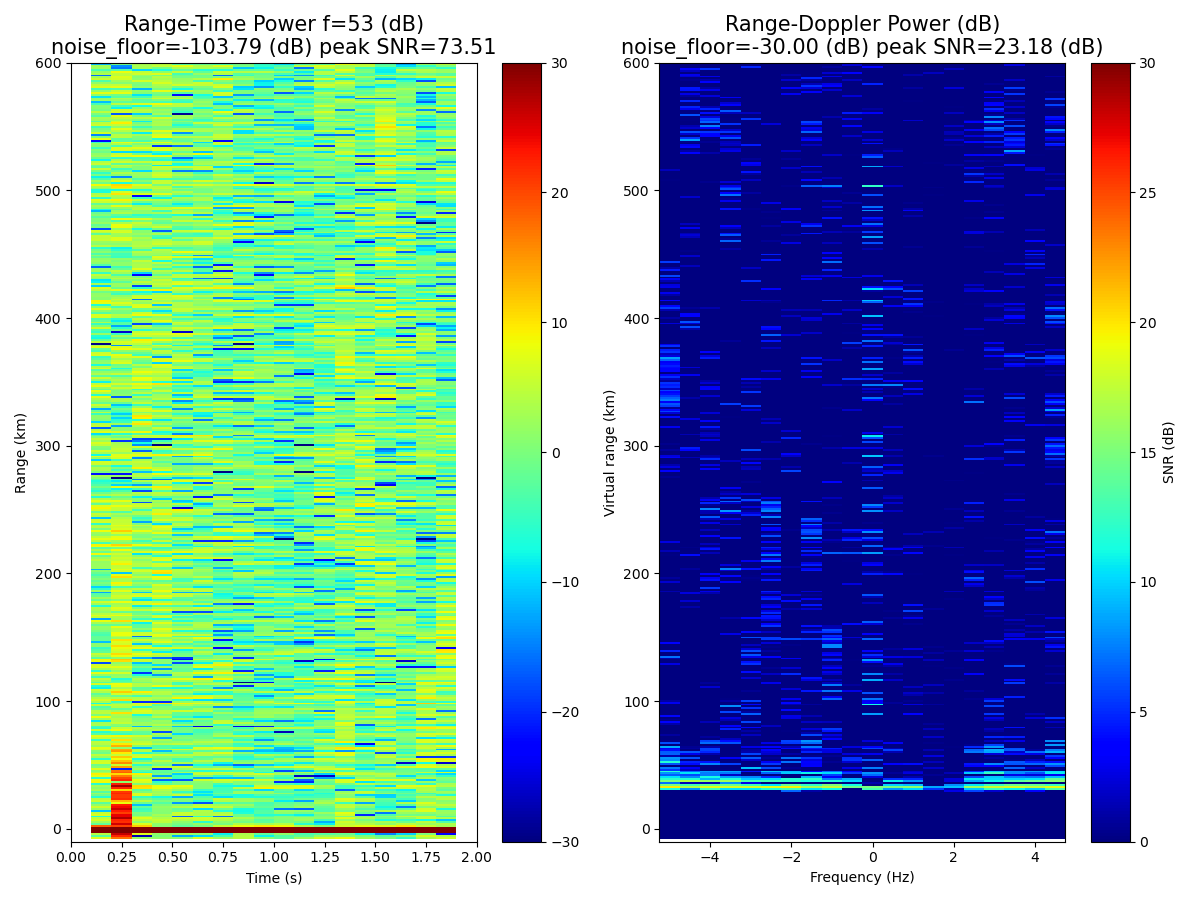 Range-Time Power f=53 (dB)
noise_floor=-103.79 (dB) peak SNR=73.51
600
500
400
300
200
100
0
Range (km)
0.00 0.25 0.50 0.75 1.00 1.25 1.50 1.75 2.00
Time (s)
30
20
10
0
−10
−20
−30
Range-Doppler Power (dB)
noise_floor=-30.00 (dB) peak SNR=23.18 (dB)
600
500
400
300
200
100
0
Virtual range (km)
−4 −2 0 2 4
Frequency (Hz)
30
25
20
15
10
5
0
SNR (dB)